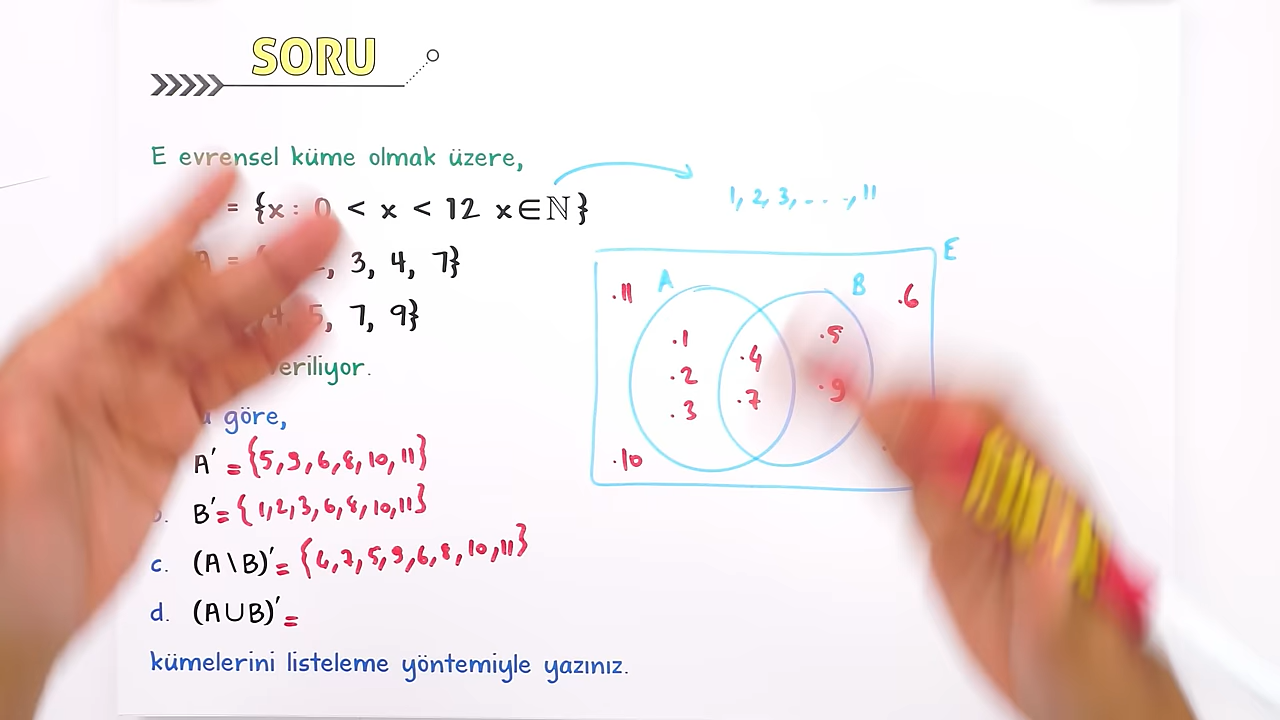 SORU
E evrensel küme olmak üzere,
= {x : 0 < x < 12 x ∈ ℕ }
1, 2, 3, . . . , 11
A = { , 3, 4, 7}
{4, 5, 7, 9}
veriliyor.
göre,
A' = {5, 9, 6, 8, 10, 11}
b. B' = {1, 2, 3, 6, 8, 10, 11}
c. (A \ B)' = {4, 7, 5, 9, 6, 8, 10, 11}
d. (A ∪ B)' =
kümelerini listeleme yöntemiyle yazınız.
E
A B
.11 .6
.1 .4 .5
.2 .7 .9
.3
.10